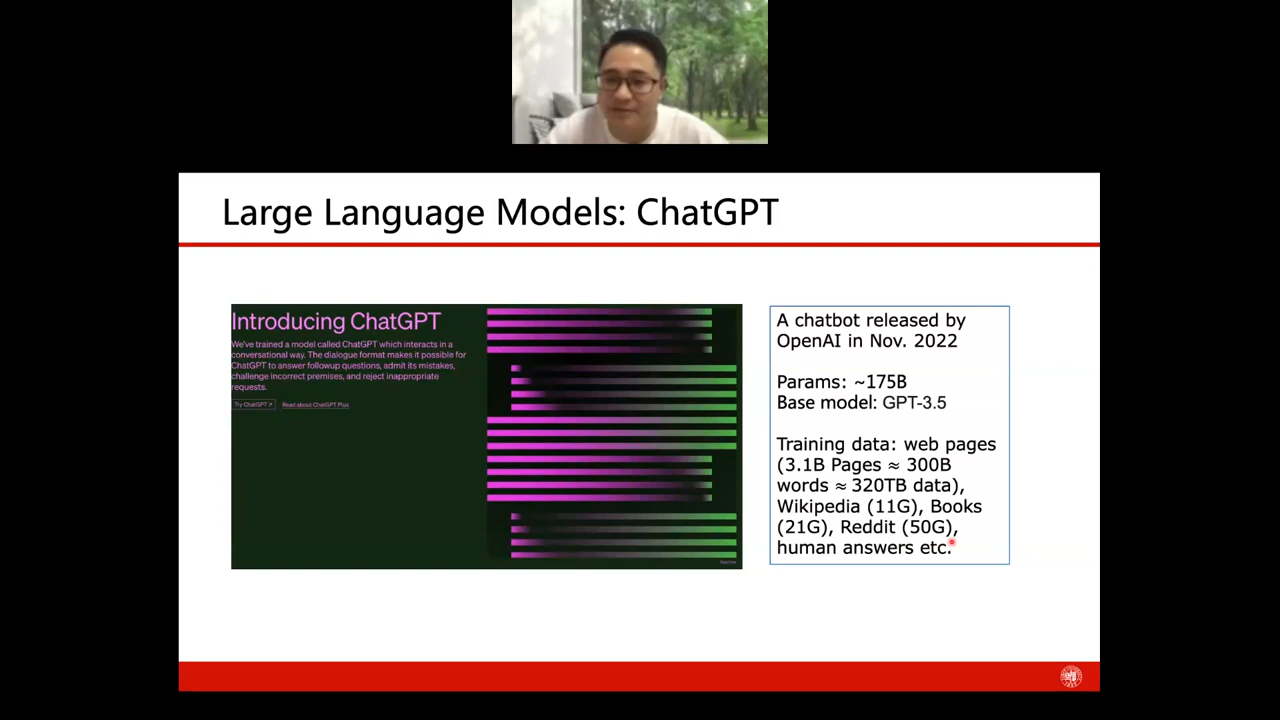 Large Language Models: ChatGPT
Introducing ChatGPT
We've trained a model called ChatGPT which interacts in a
conversational way. The dialogue format makes it possible for
ChatGPT to answer followup questions, admit its mistakes,
challenge incorrect premises, and reject inappropriate
requests.
Try ChatGPT ↗ Read about ChatGPT Plus
A chatbot released by
OpenAI in Nov. 2022
Params: ~175B
Base model: GPT-3.5
Training data: web pages
(3.1B Pages ≈ 300B
words ≈ 320TB data),
Wikipedia (11G), Books
(21G), Reddit (50G),
human answers etc.